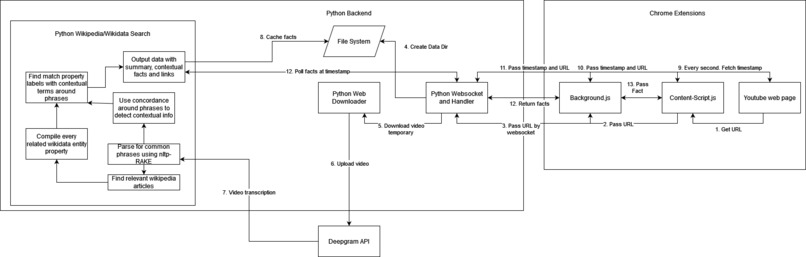 Python Backend
Chrome Extensions
Python Wikipedia/Wikidata Search
8. Cache facts
File System
4. Create Data Dir
Output data with
summary, contextual
facts and links
Find match property
labels with contextual
terms around
phrases
12. Poll facts at timestamp
11. Pass timestamp and URL
10. Pass timestamp and URL
9. Every second. Fetch timestamp
13. Pass
Fact
Use concordance
around phrases to
detect contextual info
Python Web
Downloader
Python Websocket
and Handler
12. Return facts
Background.js
Content-Script.js
Youtube web page
5. Download video
temporary
3. Pass URL by
websocket
2. Pass URL
1. Get URL
Compile every
related wikidata entity
property
Parse for common
phrases using nltp-
RAKE
Find relevant wikipedia
articles
6. Upload video
7. Video transcription
Deepgram API